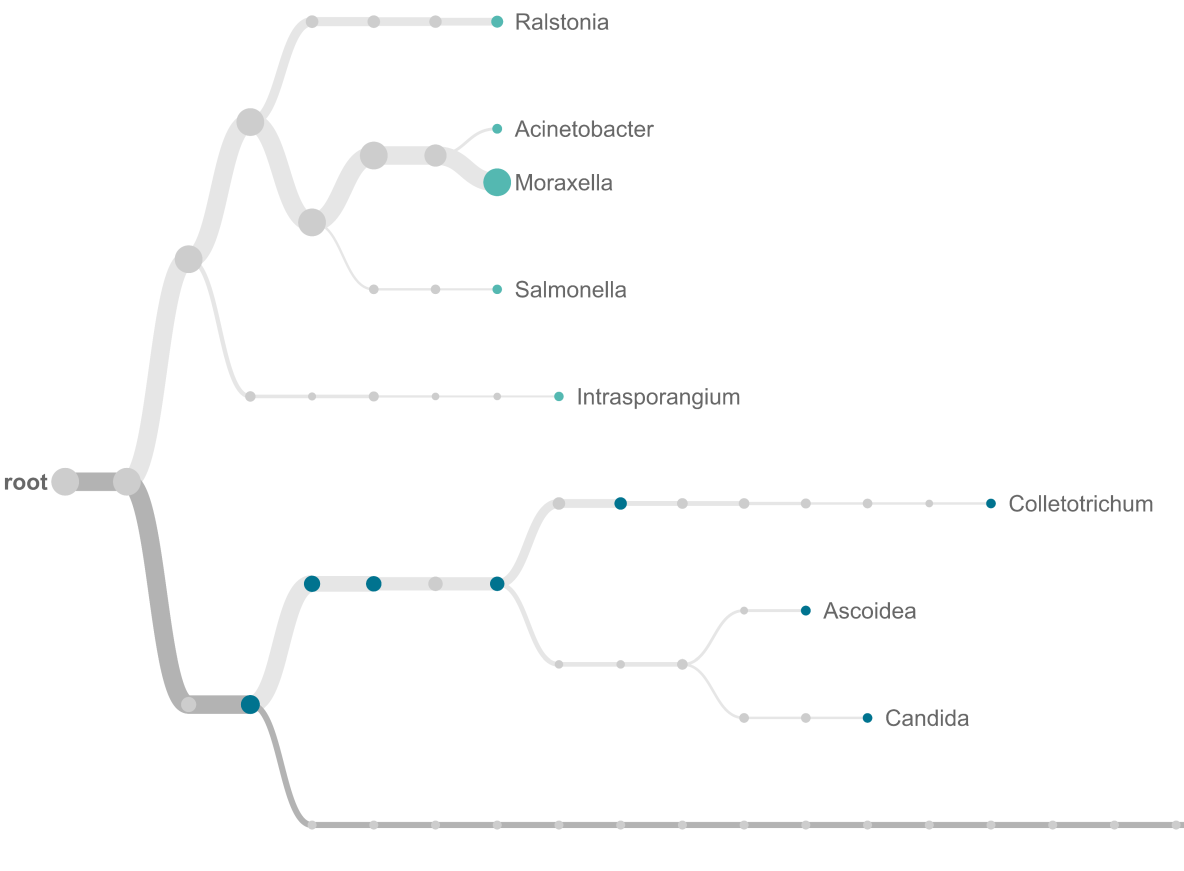 Ralstonia
Acinetobacter
Moraxella
Salmonella
Intrasporangium
root
Colletotrichum
Ascoidea
Candida